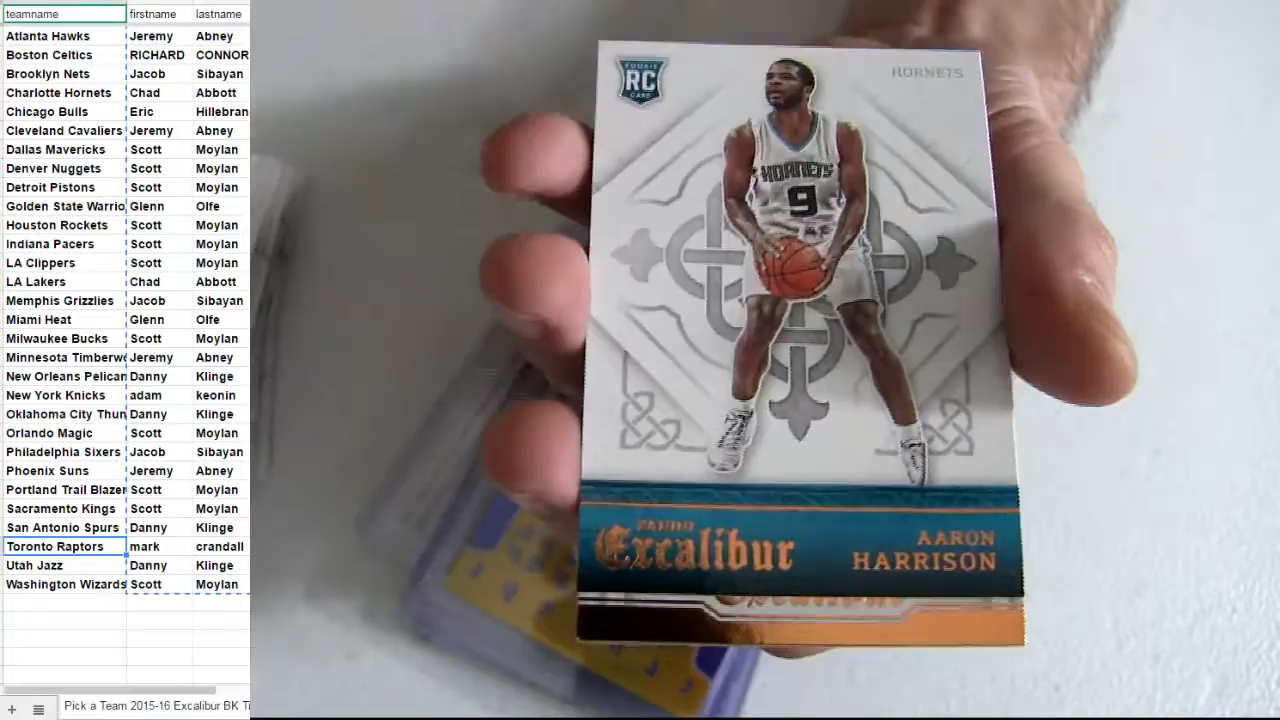 teamname firstname lastname
Atlanta Hawks Jeremy Abney
Boston Celtics RICHARD CONNOR
Brooklyn Nets Jacob Sibayan
Charlotte Hornets Chad Abbott
Chicago Bulls Eric Hillebran
Cleveland Cavaliers Jeremy Abney
Dallas Mavericks Scott Moylan
Denver Nuggets Scott Moylan
Detroit Pistons Scott Moylan
Golden State Warrio Glenn Olfe
Houston Rockets Scott Moylan
Indiana Pacers Scott Moylan
LA Clippers Scott Moylan
LA Lakers Chad Abbott
Memphis Grizzlies Jacob Sibayan
Miami Heat Glenn Olfe
Milwaukee Bucks Scott Moylan
Minnesota Timberwo Jeremy Abney
New Orleans Pelican Danny Klinge
New York Knicks adam keonin
Oklahoma City Thun Danny Klinge
Orlando Magic Scott Moylan
Philadelphia Sixers Jacob Sibayan
Phoenix Suns Jeremy Abney
Portland Trail Blazer Scott Moylan
Sacramento Kings Scott Moylan
San Antonio Spurs Danny Klinge
Toronto Raptors mark crandall
Utah Jazz Danny Klinge
Washington Wizards Scott Moylan
Pick a Team 2015-16 Excalibur BK Ti
ROOKIE
RC
CARD
HORNETS
HORNETS
9
PANINI
Excalibur
AARON
HARRISON